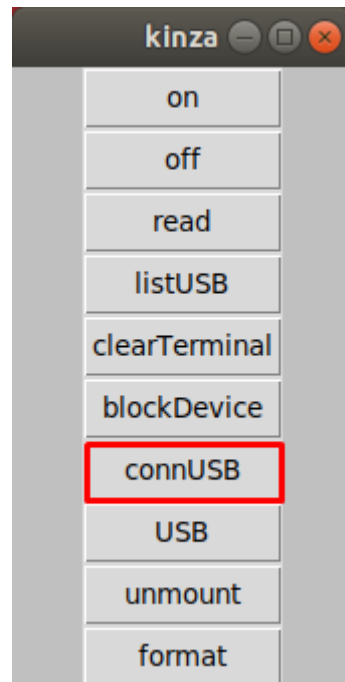 kinza
on
off
read
listUSB
clearTerminal
blockDevice
connUSB
USB
unmount
format